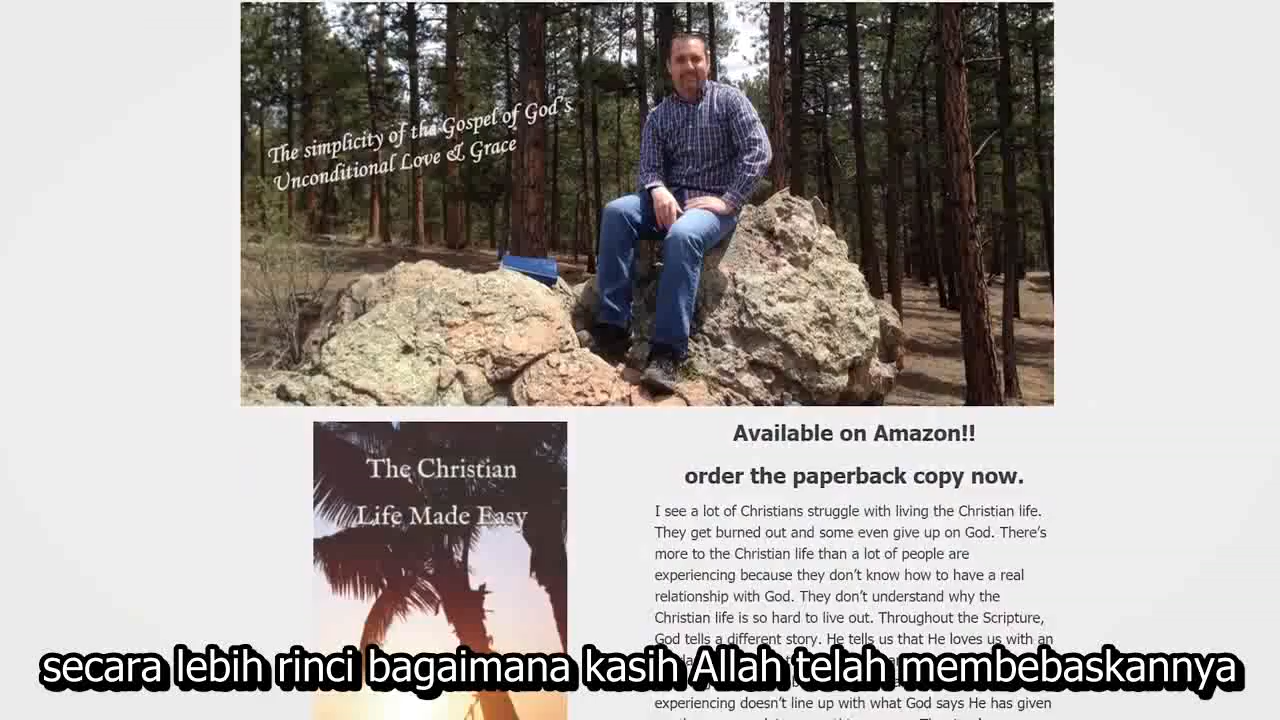 The simplicity of the Gospel of God's
Unconditional Love & Grace
The Christian
Life Made Easy
Available on Amazon!!
order the paperback copy now.
I see a lot of Christians struggle with living the Christian life.
They get burned out and some even give up on God. There's
more to the Christian life than a lot of people are
experiencing because they don't know how to have a real
relationship with God. They don't understand why the
Christian life is so hard to live out. Throughout the Scripture,
God tells a different story. He tells us that He loves us with an
experiencing doesn't line up with what God says He has given
secara lebih rinci bagaimana kasih Allah telah membebaskannya